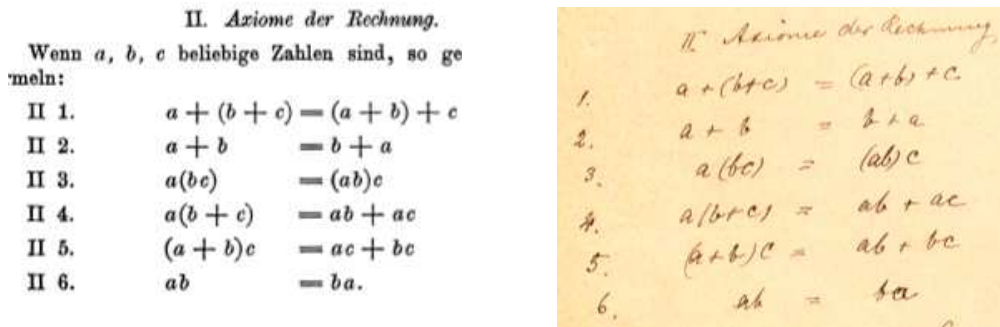 II. Axiome der Rechnung.
Wenn a, b, c beliebige Zahlen sind, so ge
rmeln:
II 1. a + (b + c) = (a + b) + c
II 2. a + b = b + a
II 3. a(bc) = (ab)c
II 4. a(b + c) = ab + ac
II 5. (a + b)c = ac + bc
II 6. ab = ba.
II Axiome der Rechnung.
1. a + (b+c) = (a+b) + c
2. a + b = b + a
3. a(bc) = (ab)c
4. a(b+c) = ab + ac
5. (a+b)c = ab + bc
6. ab = ba